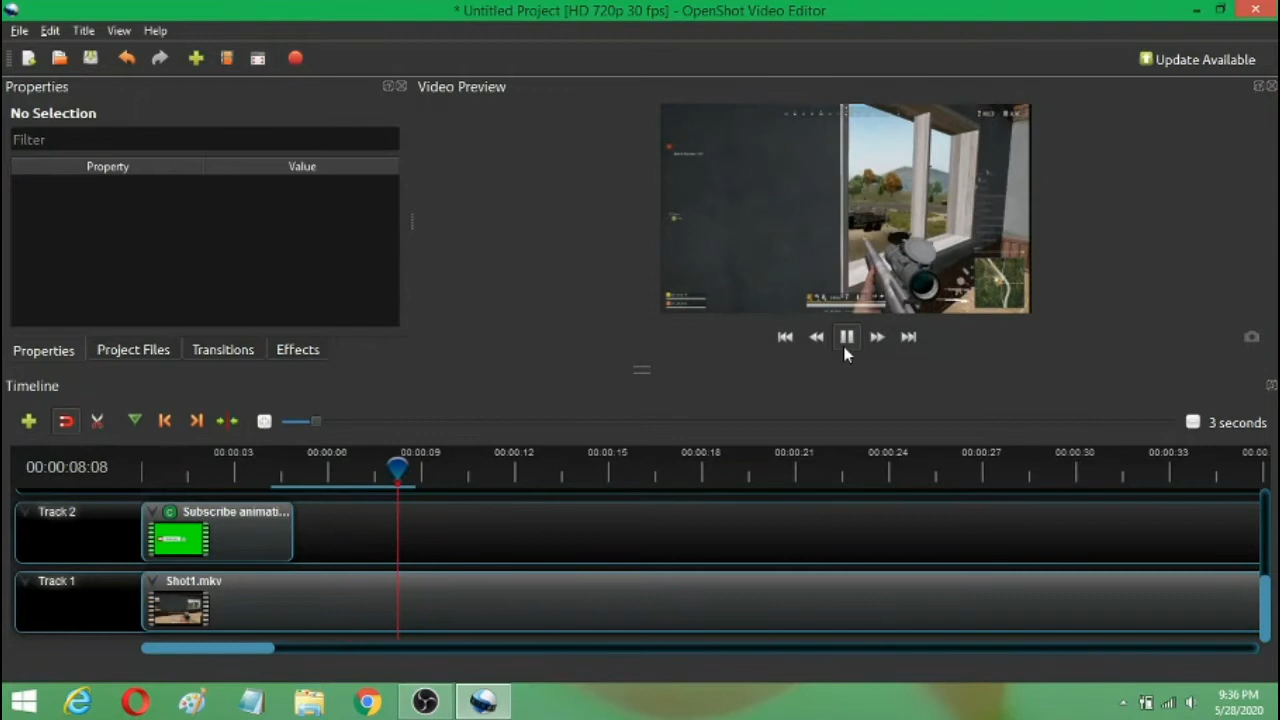 * Untitled Project [HD 720p 30 fps] - OpenShot Video Editor
File Edit Title View Help
Update Available
Properties
Video Preview
No Selection
Filter
Property Value
Properties Project Files Transitions Effects
Timeline
3 seconds
00:00:08:08
00:00:03 00:00:06 00:00:09 00:00:12 00:00:15 00:00:18 00:00:21 00:00:24 00:00:27 00:00:30 00:00:33 00:00
Track 2
C Subscribe animati...
Track 1
Shot1.mkv
9:36 PM
5/28/2020